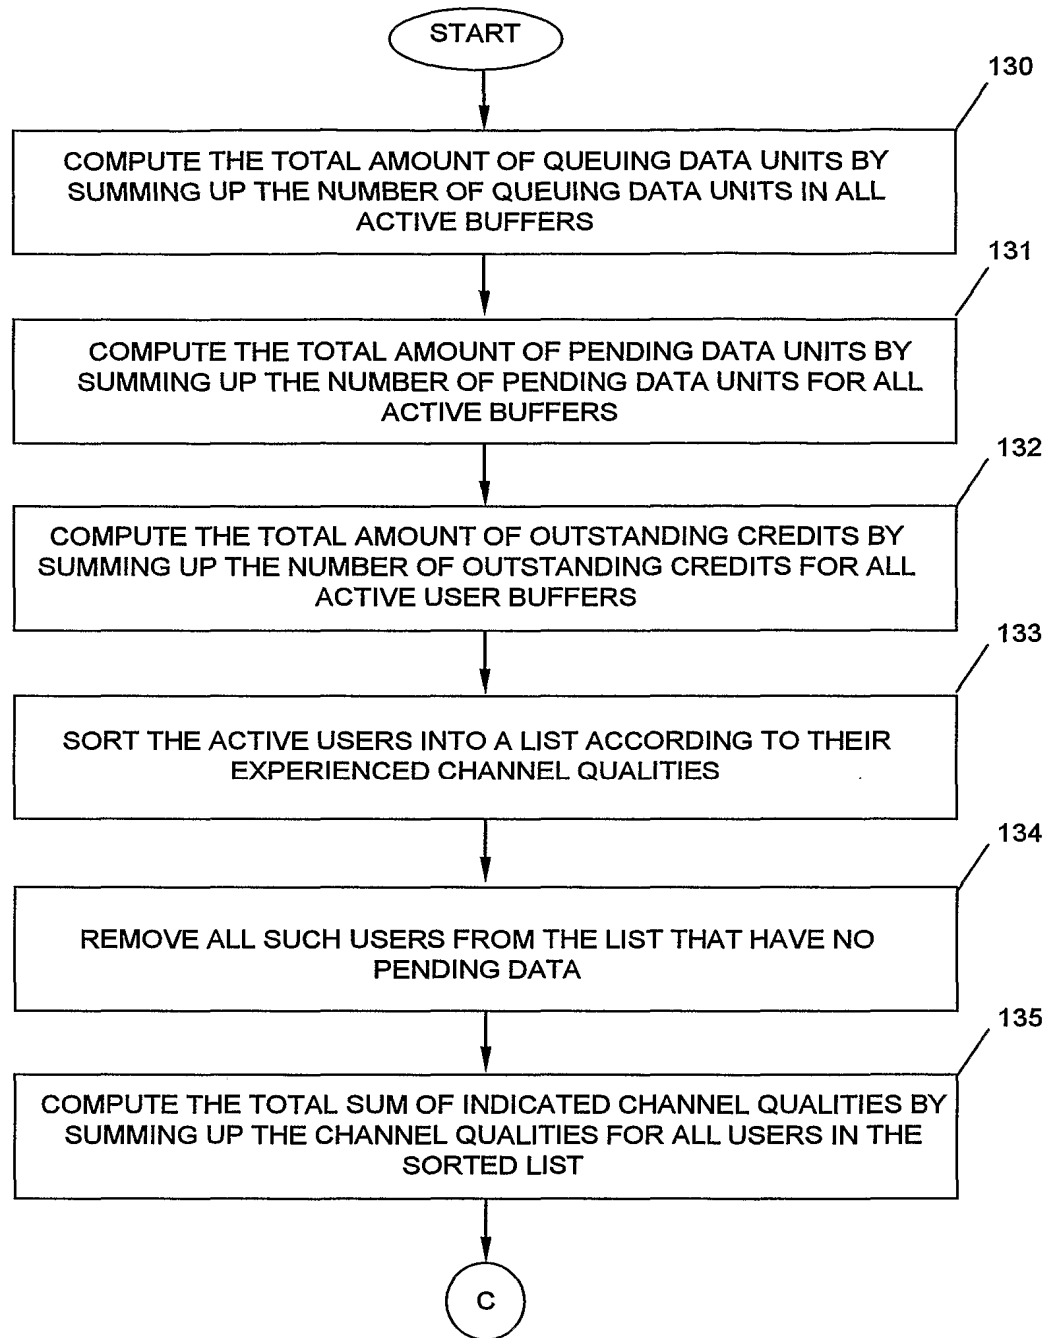 START
130
COMPUTE THE TOTAL AMOUNT OF QUEUING DATA UNITS BY
SUMMING UP THE NUMBER OF QUEUING DATA UNITS IN ALL
ACTIVE BUFFERS
131
COMPUTE THE TOTAL AMOUNT OF PENDING DATA UNITS BY
SUMMING UP THE NUMBER OF PENDING DATA UNITS FOR ALL
ACTIVE BUFFERS
132
COMPUTE THE TOTAL AMOUNT OF OUTSTANDING CREDITS BY
SUMMING UP THE NUMBER OF OUTSTANDING CREDITS FOR ALL
ACTIVE USER BUFFERS
133
SORT THE ACTIVE USERS INTO A LIST ACCORDING TO THEIR
EXPERIENCED CHANNEL QUALITIES
134
REMOVE ALL SUCH USERS FROM THE LIST THAT HAVE NO
PENDING DATA
135
COMPUTE THE TOTAL SUM OF INDICATED CHANNEL QUALITIES BY
SUMMING UP THE CHANNEL QUALITIES FOR ALL USERS IN THE
SORTED LIST
C